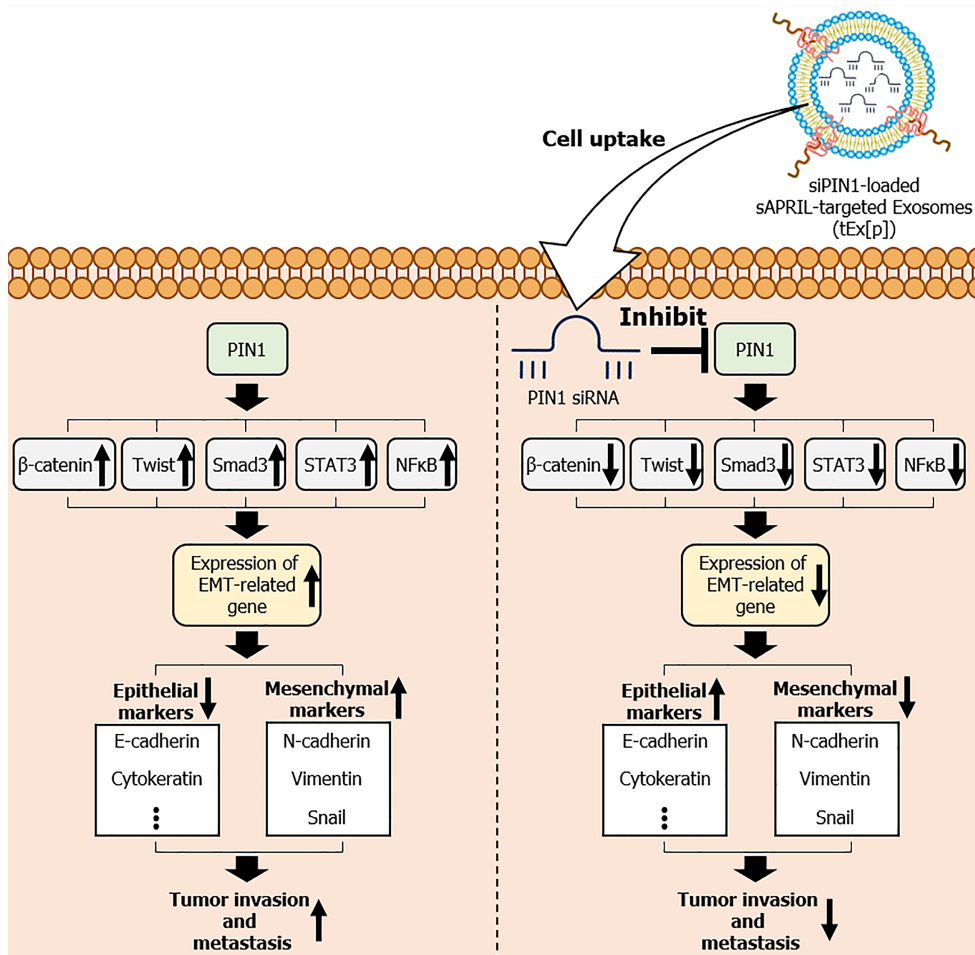 siPIN1-loaded
sAPRIL-targeted Exosomes
(tEx[p])
Cell uptake
PIN1
β-catenin
Twist
Smad3
STAT3
NFκB
Expression of
EMT-related
gene
Epithelial
markers
E-cadherin
Cytokeratin
Mesenchymal
markers
N-cadherin
Vimentin
Snail
Tumor invasion
and
metastasis
PIN1 siRNA
Inhibit
PIN1
β-catenin
Twist
Smad3
STAT3
NFκB
Expression of
EMT-related
gene
Epithelial
markers
E-cadherin
Cytokeratin
Mesenchymal
markers
N-cadherin
Vimentin
Snail
Tumor invasion
and
metastasis